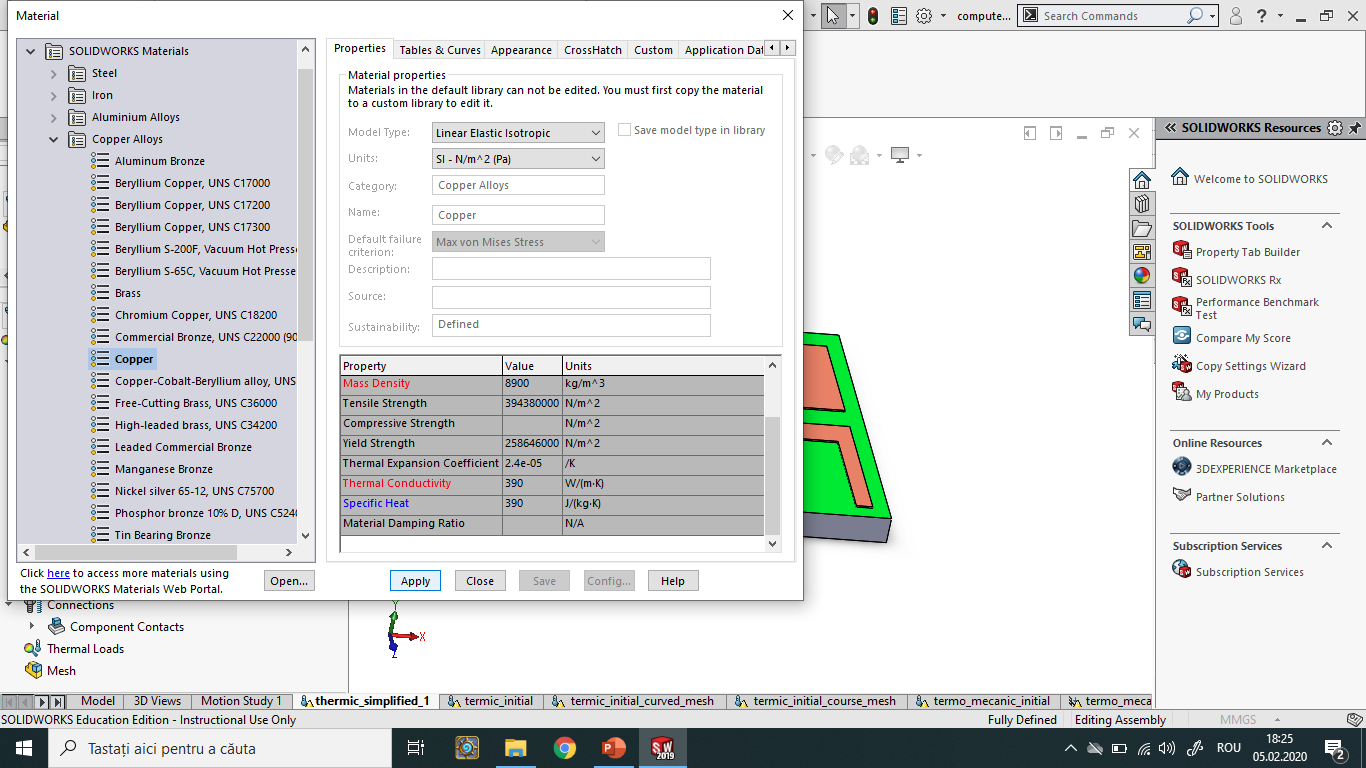 Material
compute...
Search Commands
SOLIDWORKS Materials
Steel
Iron
Aluminium Alloys
Copper Alloys
Aluminum Bronze
Beryllium Copper, UNS C17000
Beryllium Copper, UNS C17200
Beryllium Copper, UNS C17300
Beryllium S-200F, Vacuum Hot Presse
Beryllium S-65C, Vacuum Hot Presse
Brass
Chromium Copper, UNS C18200
Commercial Bronze, UNS C22000 (90
Copper
Copper-Cobalt-Beryllium alloy, UNS
Free-Cutting Brass, UNS C36000
High-leaded brass, UNS C34200
Leaded Commercial Bronze
Manganese Bronze
Nickel silver 65-12, UNS C75700
Phosphor bronze 10% D, UNS C5240
Tin Bearing Bronze
Click here to access more materials using
the SOLIDWORKS Materials Web Portal.
Open...
Properties Tables & Curves Appearance CrossHatch Custom Application Dat
Material properties
Materials in the default library can not be edited. You must first copy the material
to a custom library to edit it.
Model Type: Linear Elastic Isotropic Save model type in library
Units: SI - N/m^2 (Pa)
Category: Copper Alloys
Name: Copper
Default failure
criterion: Max von Mises Stress
Description:
Source:
Sustainability: Defined
Property Value Units
Mass Density 8900 kg/m^3
Tensile Strength 394380000 N/m^2
Compressive Strength N/m^2
Yield Strength 258646000 N/m^2
Thermal Expansion Coefficient 2.4e-05 /K
Thermal Conductivity 390 W/(m·K)
Specific Heat 390 J/(kg·K)
Material Damping Ratio N/A
Apply Close Save Config... Help
SOLIDWORKS Resources
Welcome to SOLIDWORKS
SOLIDWORKS Tools
Property Tab Builder
SOLIDWORKS Rx
Performance Benchmark
Test
Compare My Score
Copy Settings Wizard
My Products
Online Resources
3DEXPERIENCE Marketplace
Partner Solutions
Subscription Services
Subscription Services
Connections
Component Contacts
Thermal Loads
Mesh
Y
X
Z
Model 3D Views Motion Study 1 thermic_simplified_1 termic_initial termic_initial_curved_mesh termic_initial_course_mesh termo_mecanic_initial termo_meca
SOLIDWORKS Education Edition - Instructional Use Only Fully Defined Editing Assembly MMGS
Tastați aici pentru a căuta
SW
2019
ROU
18:25
05.02.2020
2